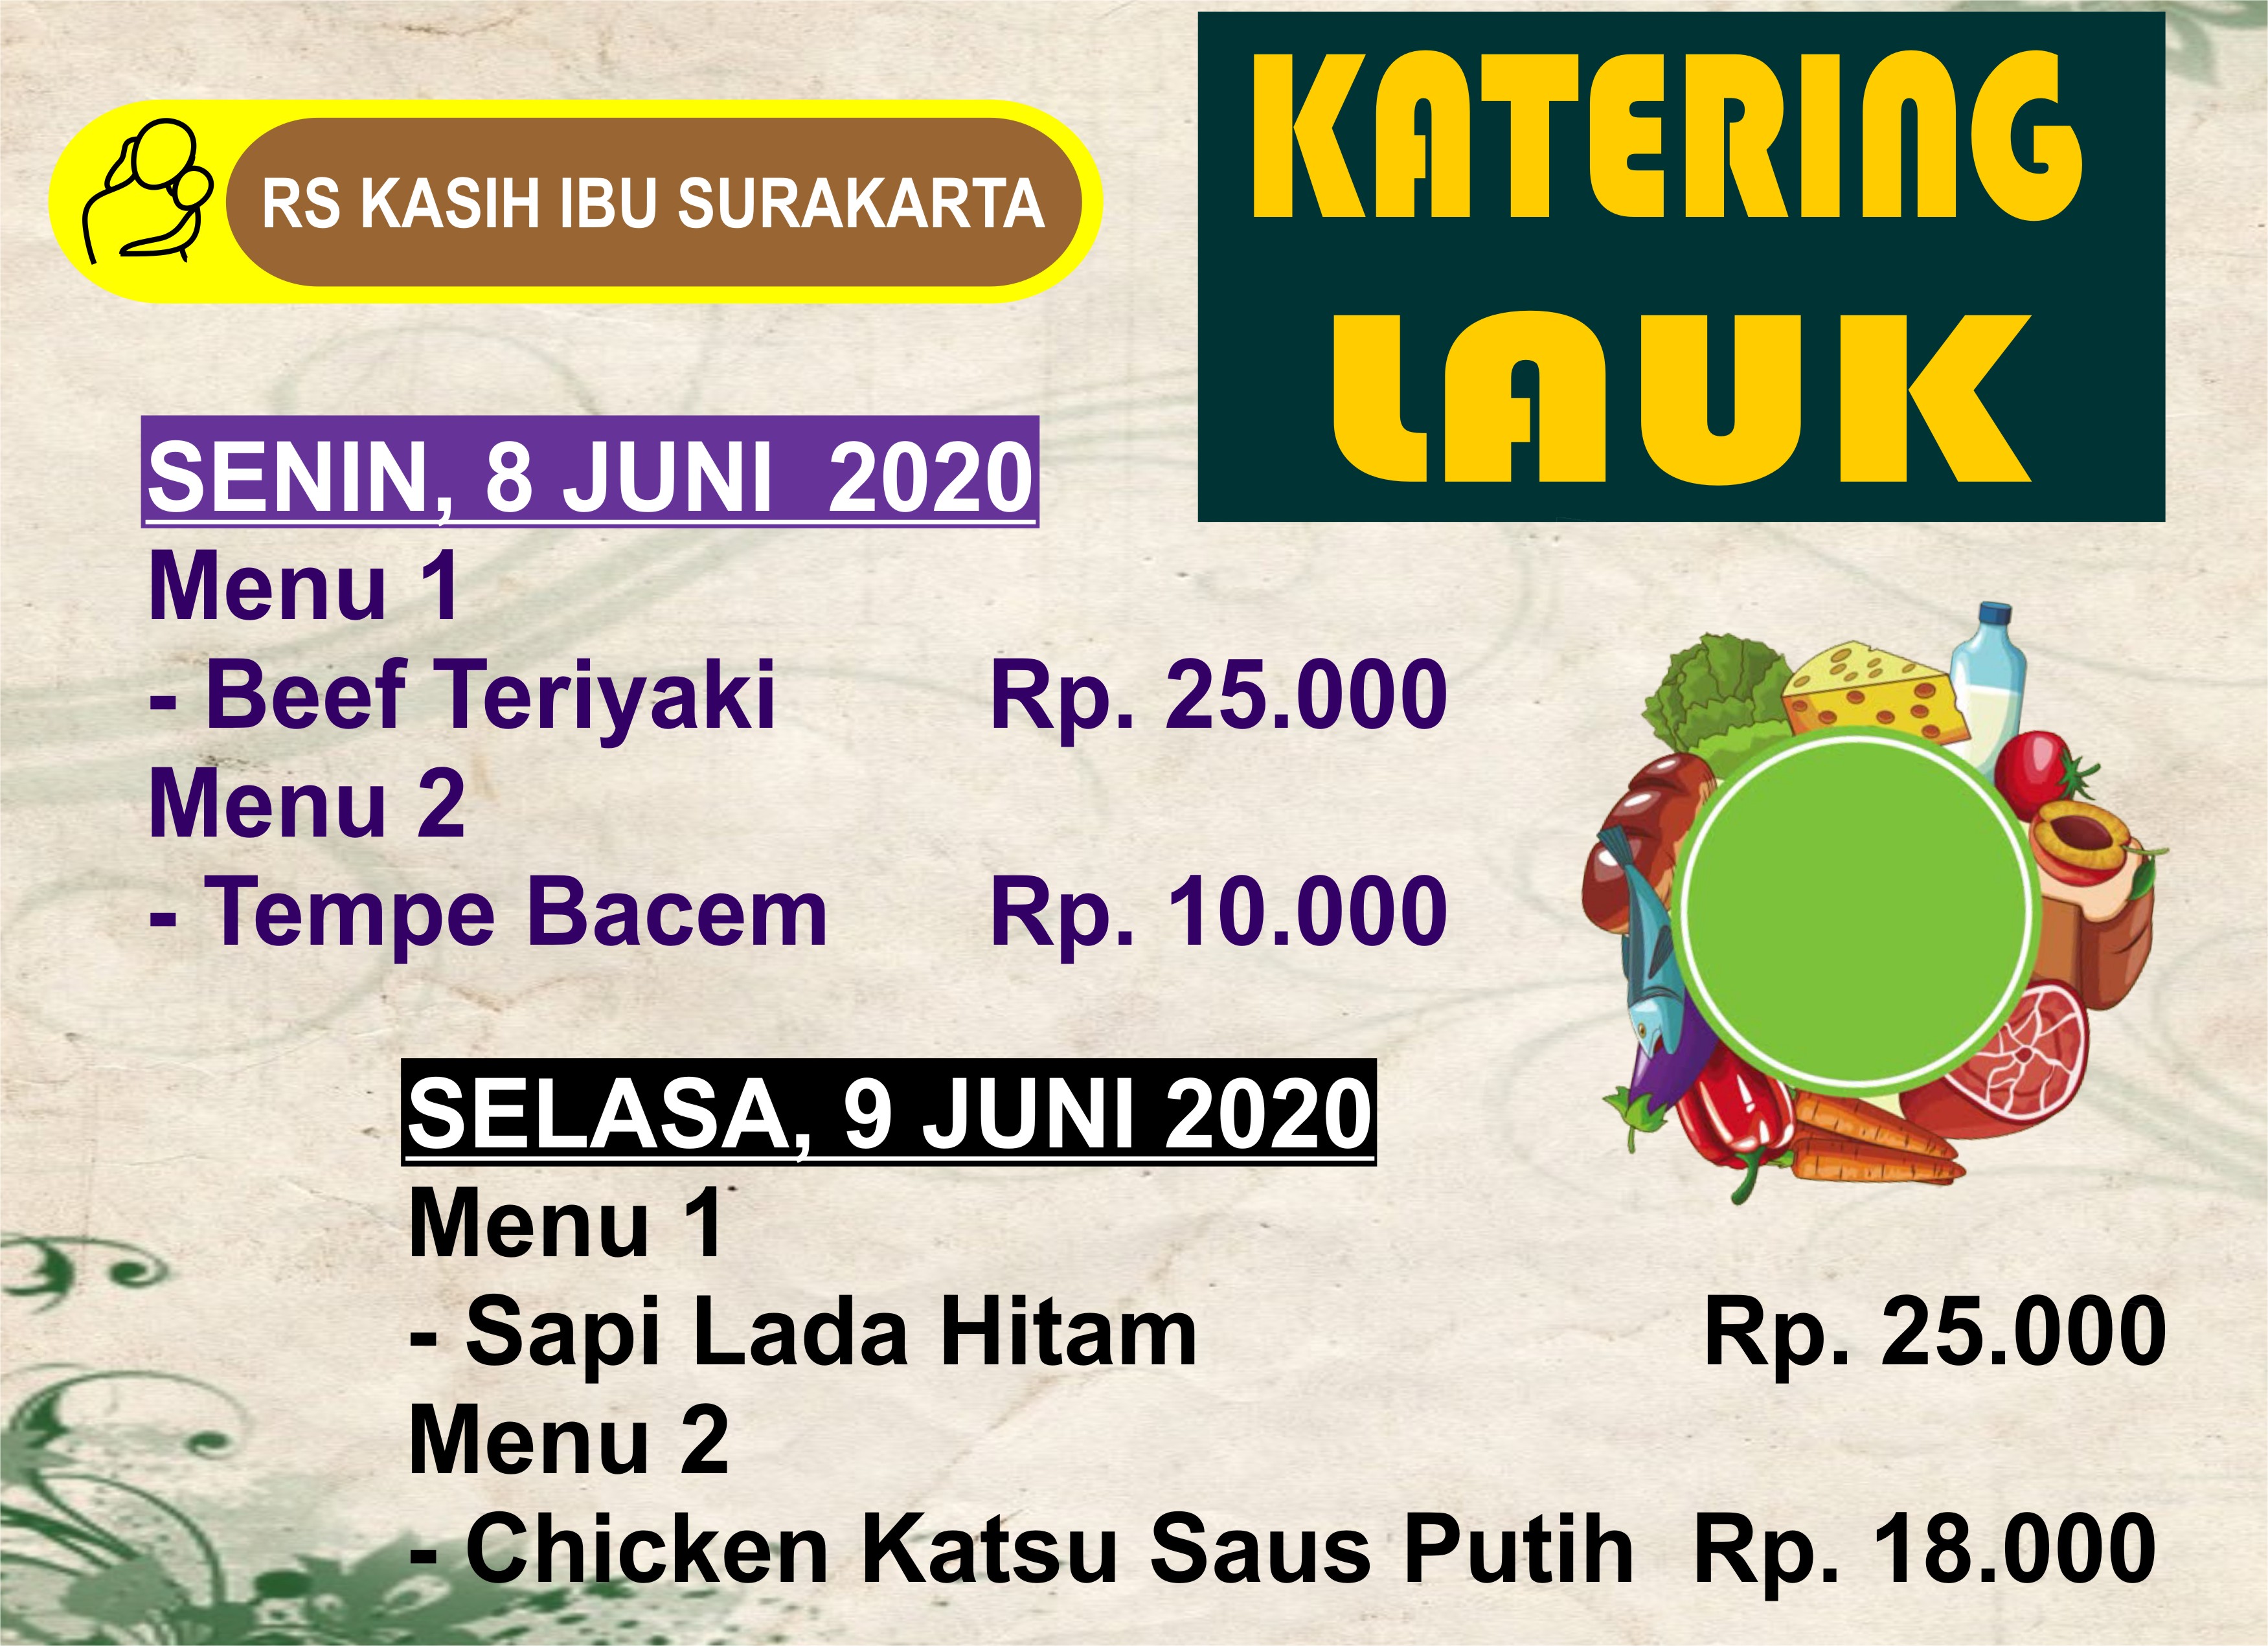 RS KASIH IBU SURAKARTA
KATERING
LAUK
SENIN, 8 JUNI 2020
Menu 1
- Beef Teriyaki Rp. 25.000
Menu 2
- Tempe Bacem Rp. 10.000
SELASA, 9 JUNI 2020
Menu 1
- Sapi Lada Hitam Rp. 25.000
Menu 2
- Chicken Katsu Saus Putih Rp. 18.000